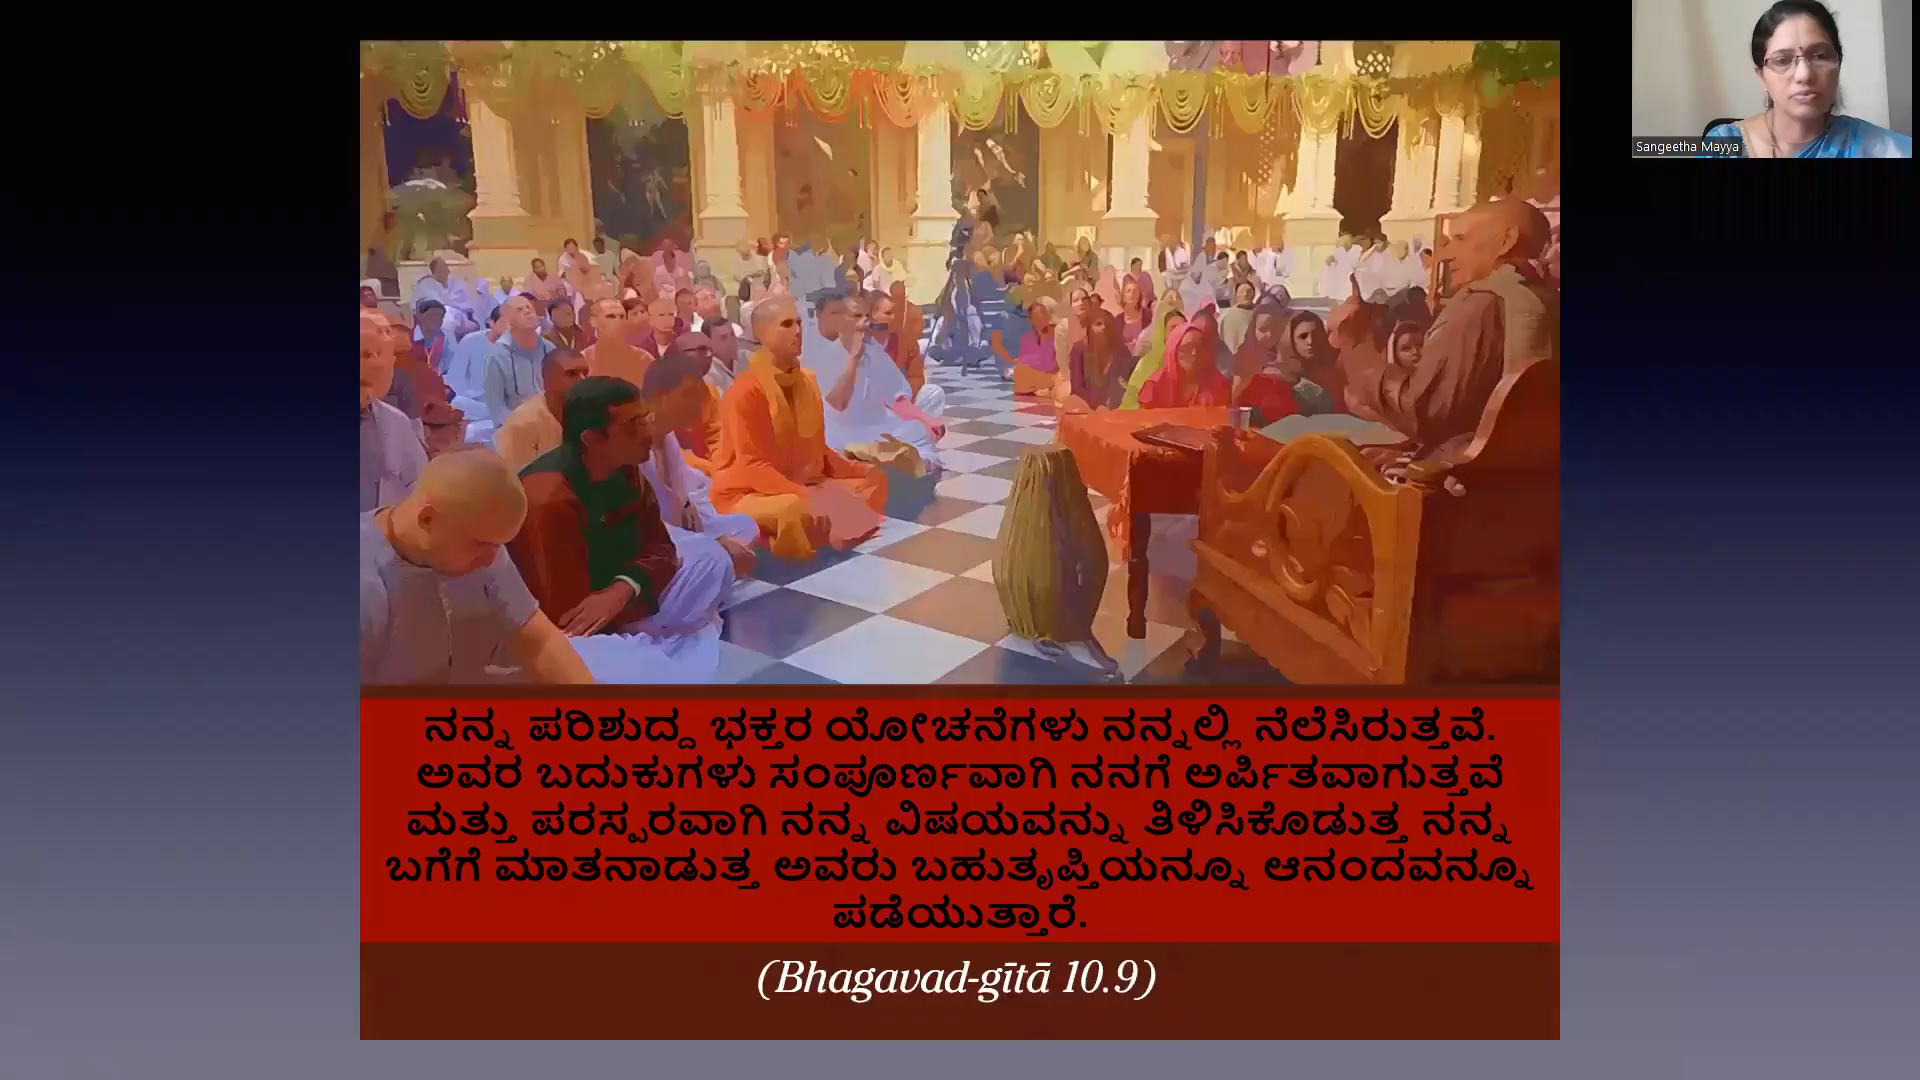 Sangeetha Mayya
ನನ್ನ ಪರಿಶುದ್ದ ಭಕ್ತರ ಯೋಚನೆಗಳು ನನ್ನಲ್ಲಿ ನೆಲೆಸಿರುತ್ತವೆ.
ಅವರ ಬದುಕುಗಳು ಸಂಪೂರ್ಣವಾಗಿ ನನಗೆ ಅರ್ಪಿತವಾಗುತ್ತವೆ
ಮತ್ತು ಪರಸ್ಪರವಾಗಿ ನನ್ನ ವಿಷಯವನ್ನು ತಿಳಿಸಿಕೊಡುತ್ತ ನನ್ನ
ಬಗೆಗೆ ಮಾತನಾಡುತ್ತ ಅವರು ಬಹುತೃಪ್ತಿಯನ್ನೂ ಆನಂದವನ್ನೂ
ಪಡೆಯುತ್ತಾರೆ.
(Bhagavad-gītā 10.9)